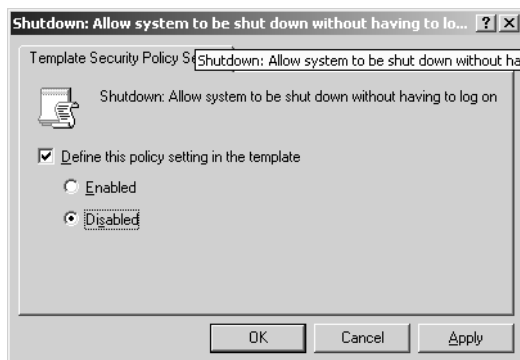 Shutdown: Allow system to be shut down without having to lo... ? X
Template Security Policy S
Shutdown: Allow system to be shut down without ha
Shutdown: Allow system to be shut down without having to log on
Define this policy setting in the template
Enabled
Disabled
OK Cancel Apply